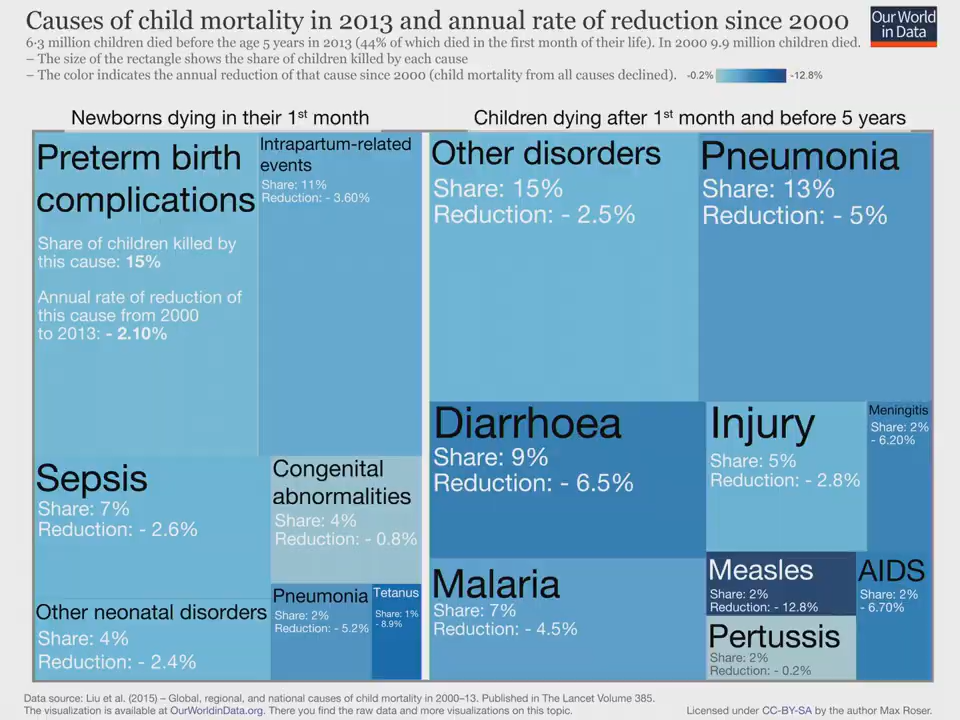 Causes of child mortality in 2013 and annual rate of reduction since 2000
Our World
in Data
6·3 million children died before the age 5 years in 2013 (44% of which died in the first month of their life). In 2000 9.9 million children died.
– The size of the rectangle shows the share of children killed by each cause
– The color indicates the annual reduction of that cause since 2000 (child mortality from all causes declined). -0.2% -12.8%
Newborns dying in their 1st month
Children dying after 1st month and before 5 years
Preterm birth
complications
Share of children killed by
this cause: 15%
Annual rate of reduction of
this cause from 2000
to 2013: - 2.10%
Intrapartum-related
events
Share: 11%
Reduction: - 3.60%
Sepsis
Share: 7%
Reduction: - 2.6%
Congenital
abnormalities
Share: 4%
Reduction: - 0.8%
Other neonatal disorders
Share: 4%
Reduction: - 2.4%
Pneumonia
Share: 2%
Reduction: - 5.2%
Tetanus
Share: 1%
- 8.9%
Other disorders
Share: 15%
Reduction: - 2.5%
Pneumonia
Share: 13%
Reduction: - 5%
Diarrhoea
Share: 9%
Reduction: - 6.5%
Injury
Share: 5%
Reduction: - 2.8%
Meningitis
Share: 2%
- 6.20%
Malaria
Share: 7%
Reduction: - 4.5%
Measles
Share: 2%
Reduction: - 12.8%
AIDS
Share: 2%
- 6.70%
Pertussis
Share: 2%
Reduction: - 0.2%
Data source: Liu et al. (2015) – Global, regional, and national causes of child mortality in 2000–13. Published in The Lancet Volume 385.
The visualization is available at OurWorldinData.org. There you find the raw data and more visualizations on this topic.
Licensed under CC-BY-SA by the author Max Roser.